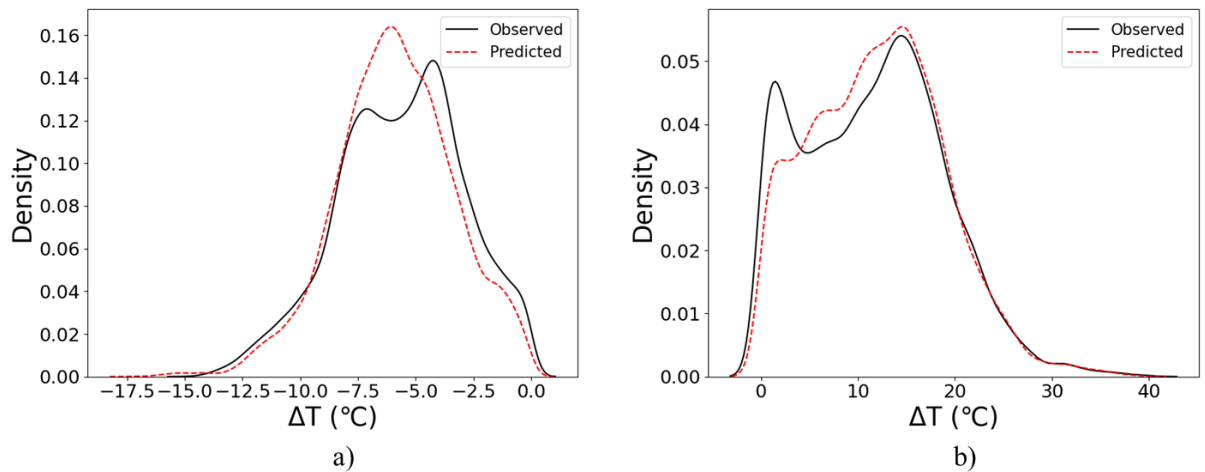 0.16
0.14
0.12
0.10
0.08
0.06
0.04
0.02
0.00
Density
−17.5 −15.0 −12.5 −10.0 −7.5 −5.0 −2.5 0.0
ΔT (℃)
Observed
Predicted
a)
0.05
0.04
0.03
0.02
0.01
0.00
Density
0 10 20 30 40
ΔT (℃)
Observed
Predicted
b)